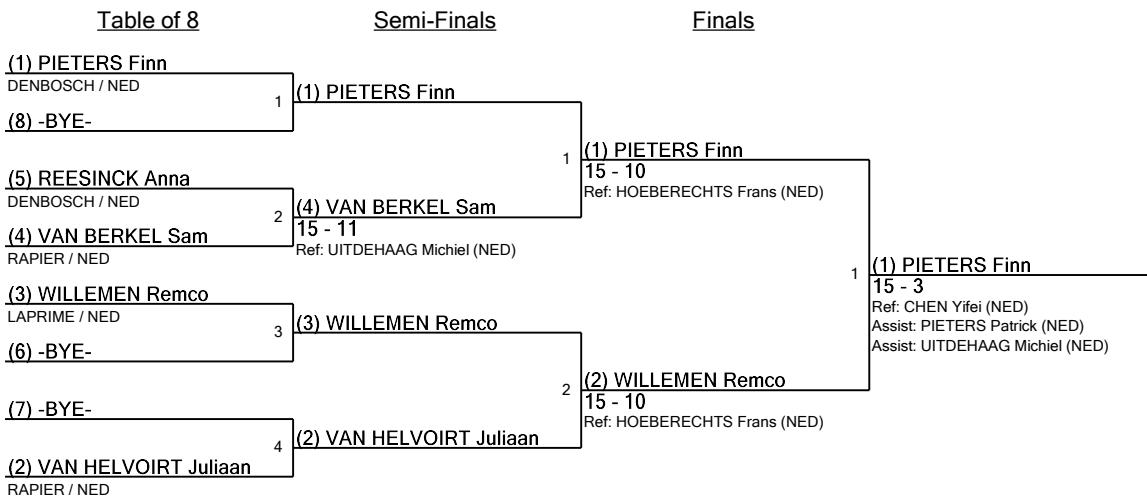 Table of 8
Semi-Finals
Finals
(1) PIETERS Finn
DENBOSCH / NED
1
(8) -BYE-
(5) REESINCK Anna
DENBOSCH / NED
2
(4) VAN BERKEL Sam
RAPIER / NED
(3) WILLEMEN Remco
LAPRIME / NED
3
(6) -BYE-
(7) -BYE-
4
(2) VAN HELVOIRT Juliaan
RAPIER / NED
(1) PIETERS Finn
1
(4) VAN BERKEL Sam
15 - 11
Ref: UITDEHAAG Michiel (NED)
(3) WILLEMEN Remco
2
(2) VAN HELVOIRT Juliaan
(1) PIETERS Finn
15 - 10
Ref: HOEBERECHTS Frans (NED)
1
(2) WILLEMEN Remco
15 - 10
Ref: HOEBERECHTS Frans (NED)
(1) PIETERS Finn
15 - 3
Ref: CHEN Yifei (NED)
Assist: PIETERS Patrick (NED)
Assist: UITDEHAAG Michiel (NED)